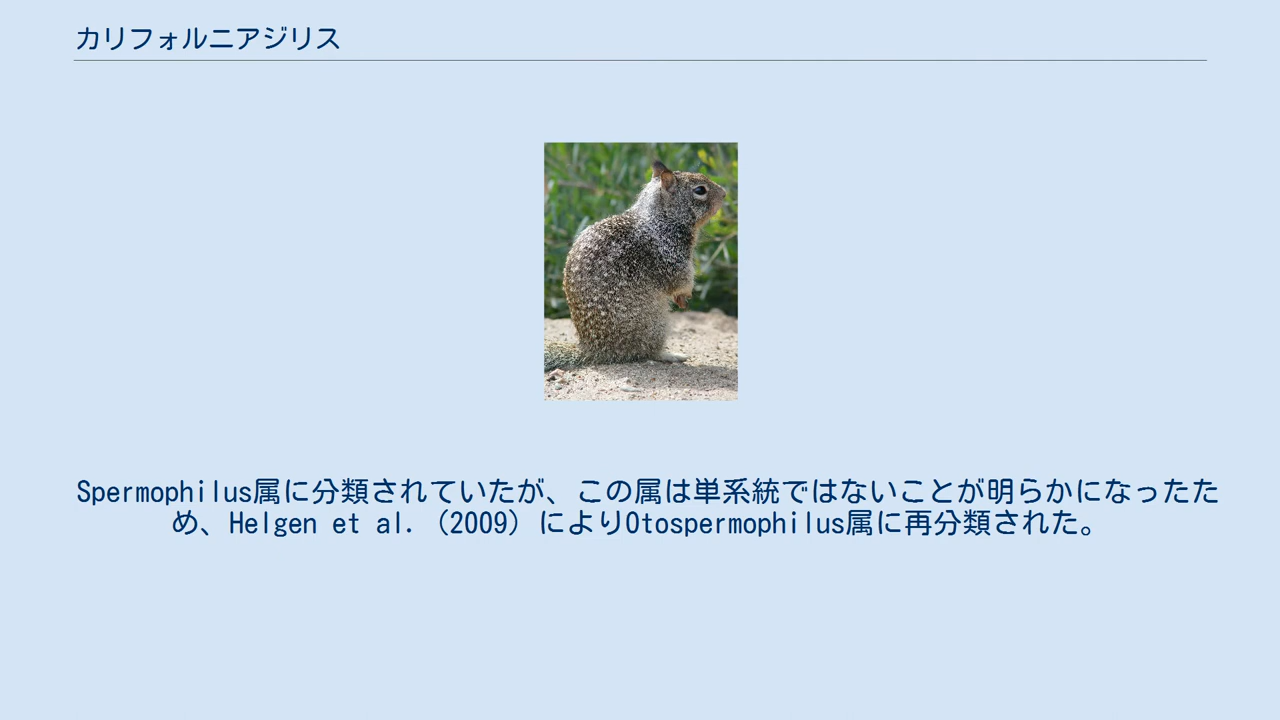 カリフォルニアジリス
Spermophilus属に分類されていたが、この属は単系統ではないことが明らかになったた
め、Helgen et al. (2009) によりOtospermophilus属に再分類された。